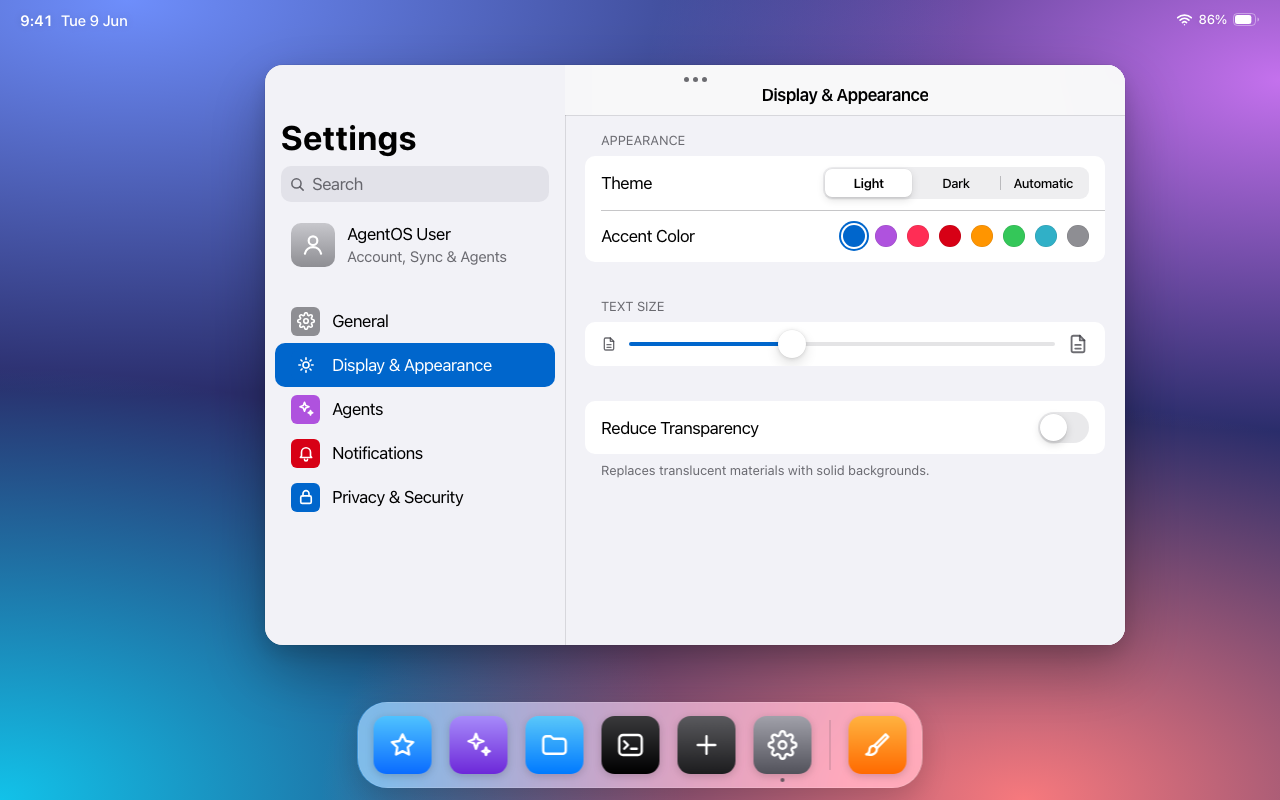 9:41 Tue 9 Jun
86%
Display & Appearance
Settings
Search
AgentOS User
Account, Sync & Agents
General
Display & Appearance
Agents
Notifications
Privacy & Security
APPEARANCE
Theme
Light
Dark
Automatic
Accent Color
TEXT SIZE
Reduce Transparency
Replaces translucent materials with solid backgrounds.